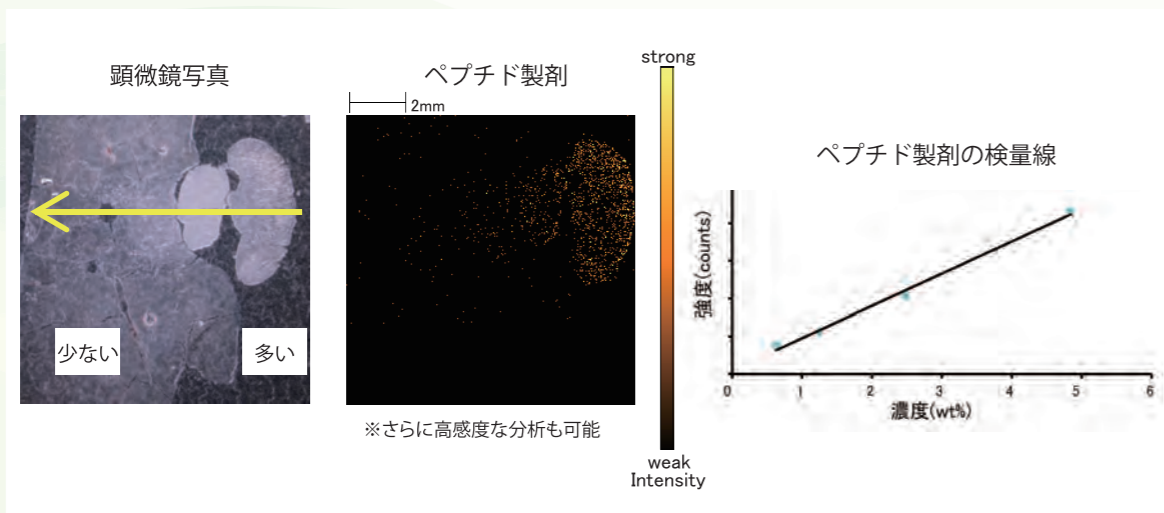 顕微鏡写真
少ない
多い
ペプチド製剤
2mm
※さらに高感度な分析も可能
strong
weak
Intensity
ペプチド製剤の検量線
強度(counts)
0 1 2 3 4 5 6
濃度(wt%)